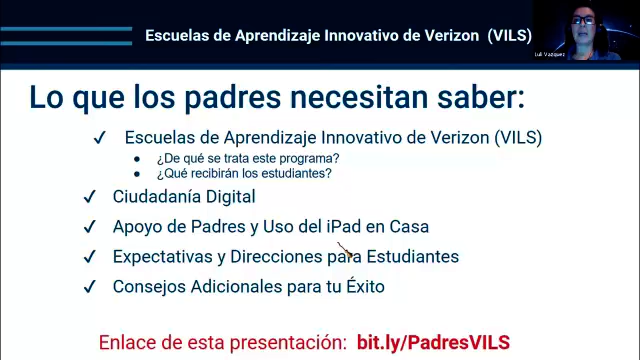 Escuelas de Aprendizaje Innovativo de Verizon (VILS)
Luli Vazquez
Lo que los padres necesitan saber:
✓ Escuelas de Aprendizaje Innovativo de Verizon (VILS)
● ¿De qué se trata este programa?
● ¿Qué recibirán los estudiantes?
✓ Ciudadanía Digital
✓ Apoyo de Padres y Uso del iPad en Casa
✓ Expectativas y Direcciones para Estudiantes
✓ Consejos Adicionales para tu Éxito
Enlace de esta presentación: bit.ly/PadresVILS